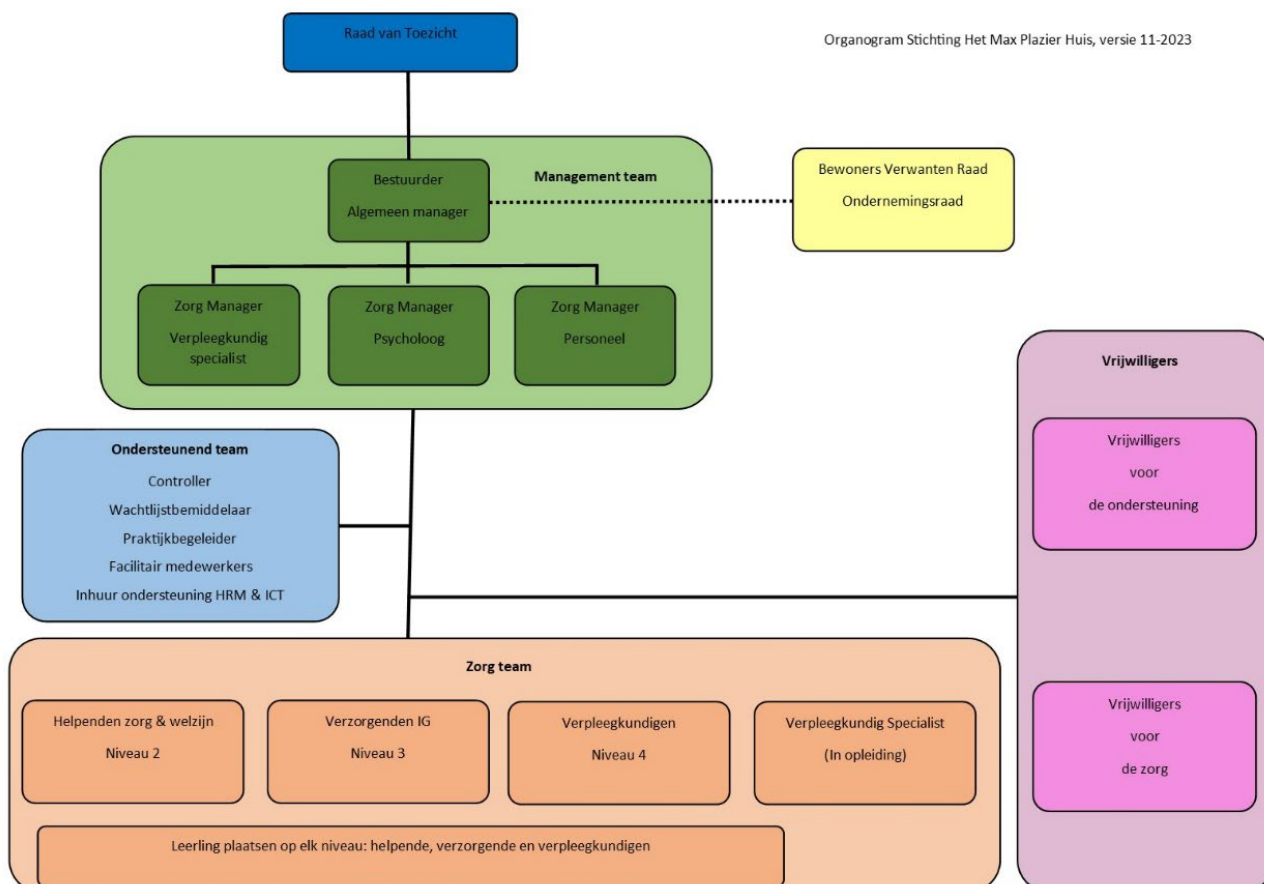 Raad van Toezicht
Organogram Stichting Het Max Plazier Huis, versie 11-2023
Bestuurder
Algemeen manager
Management team
Bewoners Verwanten Raad
Ondernemingsraad
Zorg Manager
Verpleegkundig
specialist
Zorg Manager
Psycholoog
Zorg Manager
Personeel
Ondersteunend team
Controller
Wachtlijstbemiddelaar
Praktijkbegeleider
Facilitair medewerkers
Inhuur ondersteuning HRM & ICT
Vrijwilligers
Vrijwilligers
voor
de ondersteuning
Vrijwilligers
voor
de zorg
Zorg team
Helpenden zorg & welzijn
Niveau 2
Verzorgenden IG
Niveau 3
Verpleegkundigen
Niveau 4
Verpleegkundig Specialist
(In opleiding)
Leerling plaatsen op elk niveau: helpende, verzorgende en verpleegkundigen